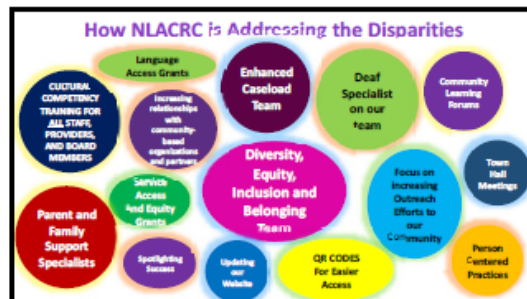 How NLACRC is Addressing the Disparities
Language
Access Grants
CULTURAL
COMPETENCY
TRAINING FOR
ALL STAFF,
PROVIDERS,
AND BOARD
MEMBERS
Increasing
relationships
with
community-
based
organizations
and partners
Enhanced
Caseload
Team
Deaf
Specialist
on our
team
Community
Learning
Forums
Diversity,
Equity,
Inclusion and
Belonging
Team
Focus on
Increasing
Outreach
Efforts to
our
Community
Town
Hall
Meetings
Service
Access
And Equity
Grants
Parent and
Family
Support
Specialists
Spotlighting
Success
Updating
our
Website
QR CODES
For Easier
Access
Person
Centered
Practices